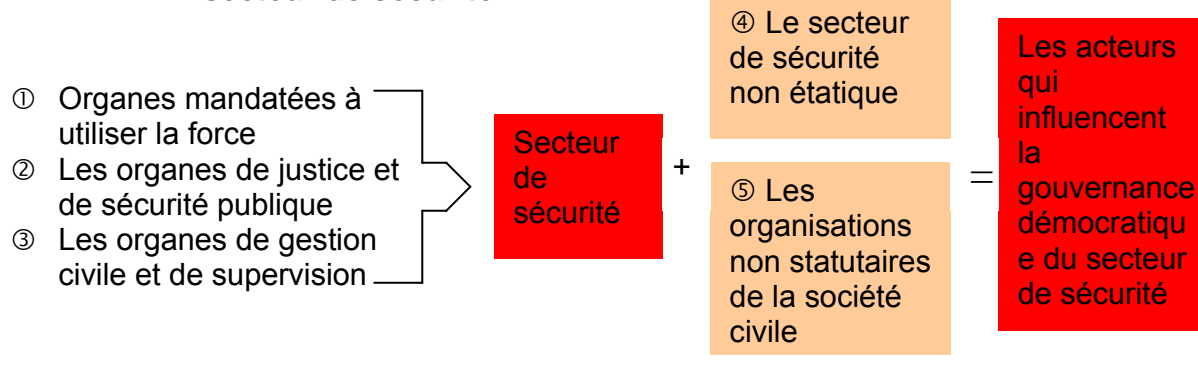 ① Organes mandatées à
utiliser la force
② Les organes de justice et
de sécurité publique
③ Les organes de gestion
civile et de supervision
Secteur
de
sécurité
+
④ Le secteur
de sécurité
non étatique
⑤ Les
organisations
non statutaires
de la société
civile
=
Les acteurs
qui
influencent
la
gouvernance
démocratiqu
e du secteur
de sécurité